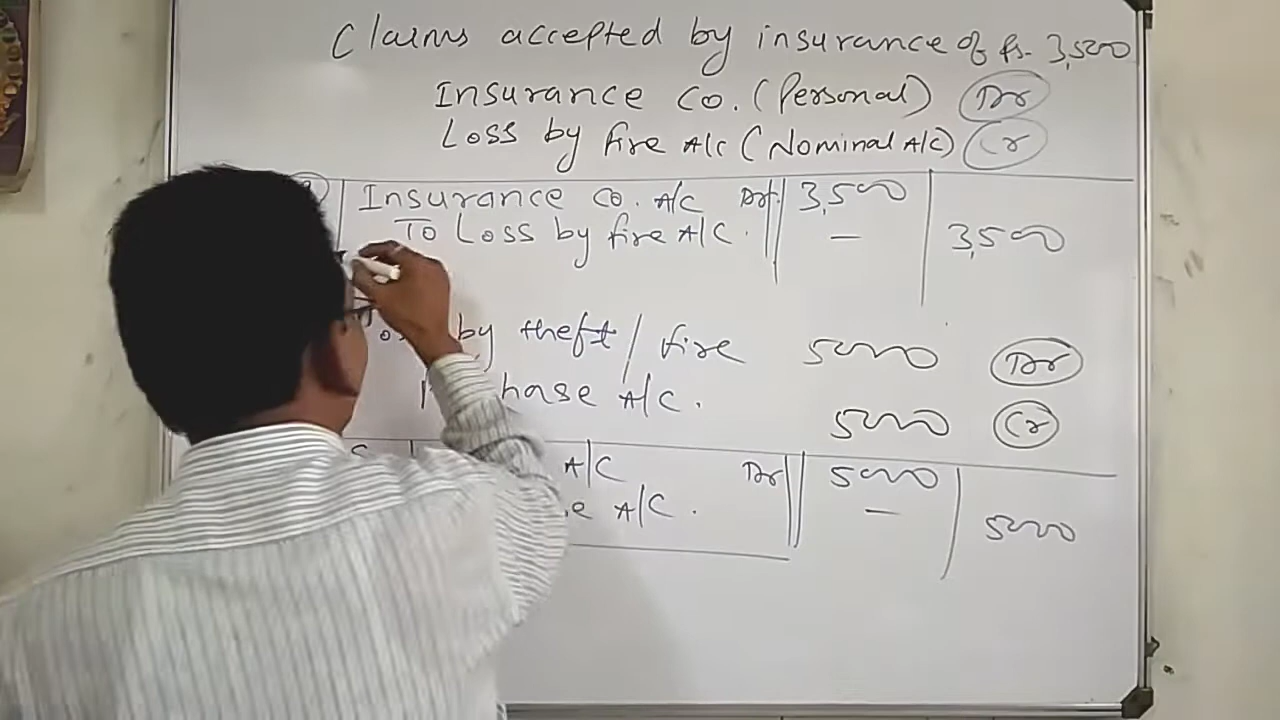 Claims accepted by insurance of Rs. 3,500
Insurance Co. (Personal) Dr
Loss by fire A/c (Nominal A/c) Cr
Insurance Co. A/c Dr. 3,500
To Loss by fire A/C. — 3,500
by theft / fire 5000 Dr
A/C. 5000 Cr
A/C Dr 5000
A/C. — 5000